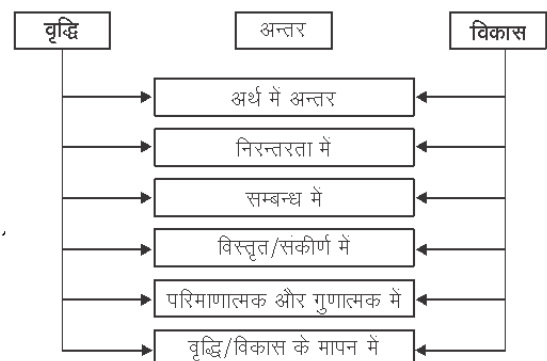 वृद्धि
अन्तर
विकास
अर्थ में अन्तर
निरन्तरता में
सम्बन्ध में
विस्तृत/संकीर्ण में
परिमाणात्मक और गुणात्मक में
वृद्धि/विकास के मापन में